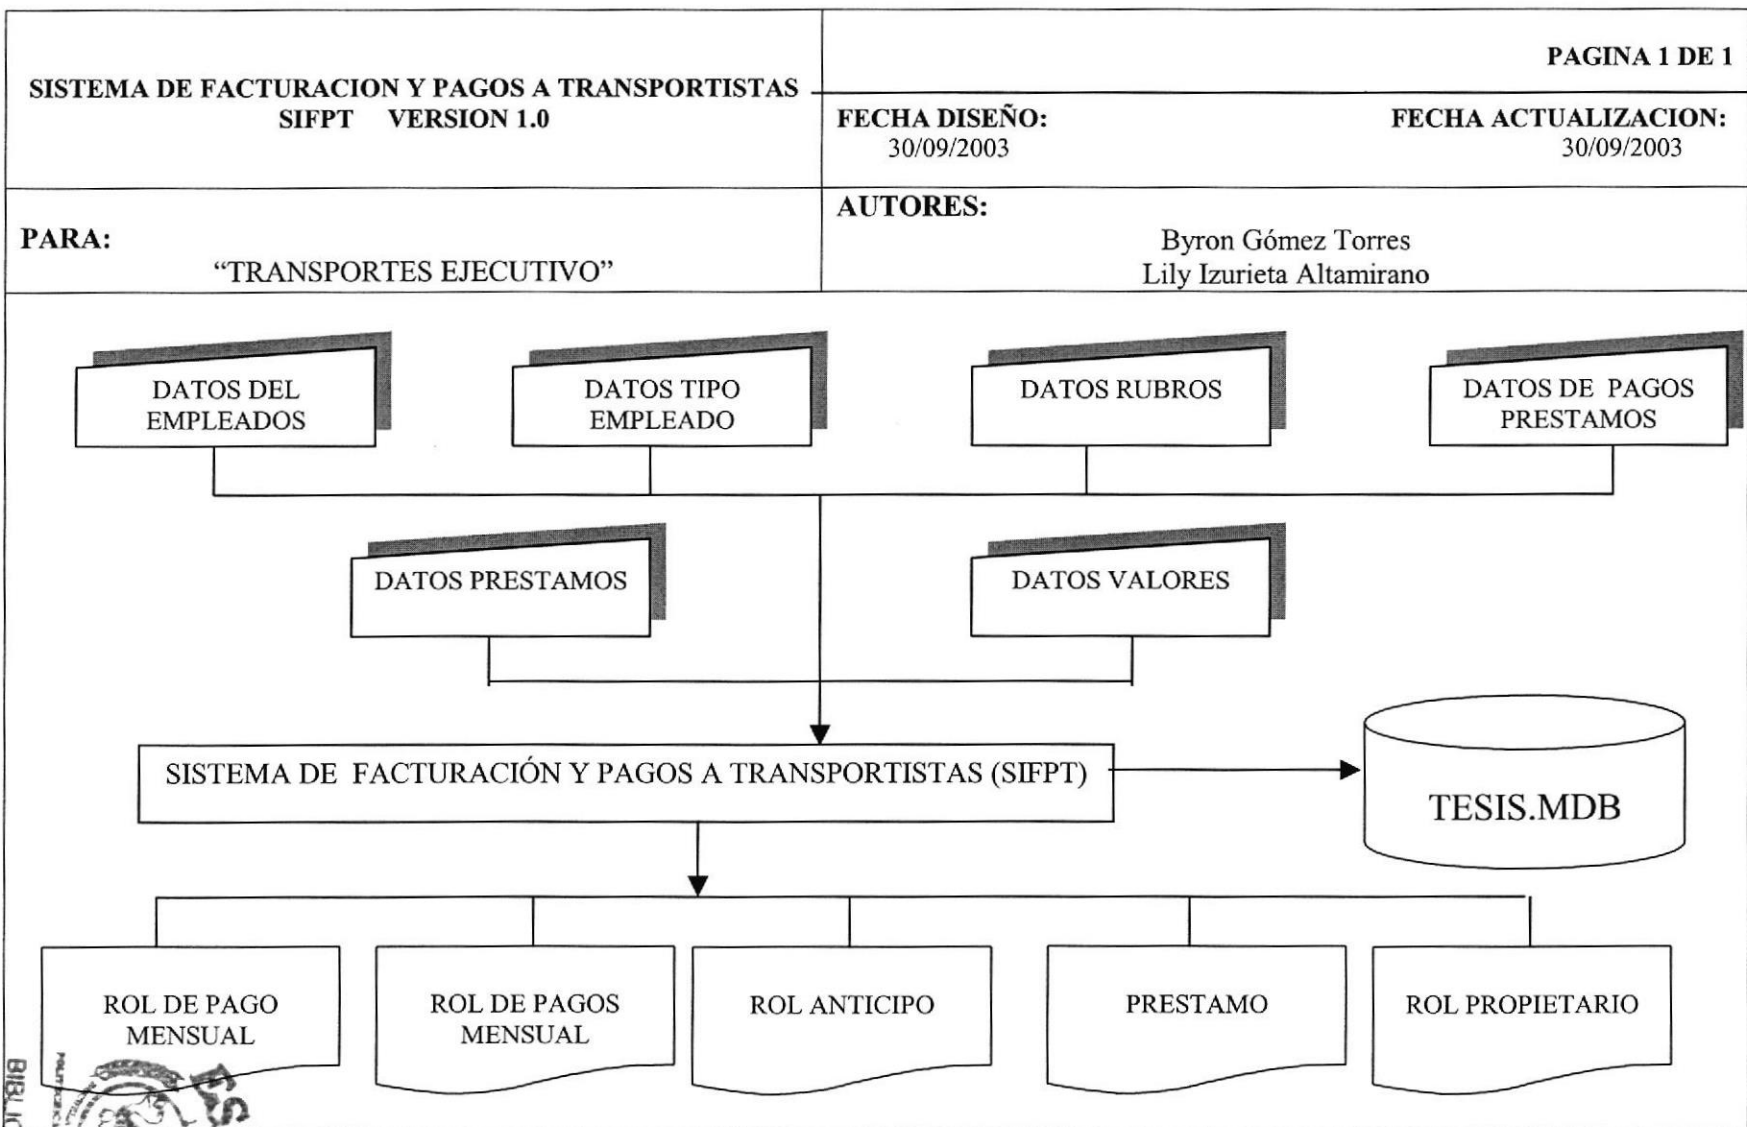 PAGINA 1 DE 1
SISTEMA DE FACTURACION Y PAGOS A TRANSPORTISTAS
SIFPT VERSION 1.0
FECHA DISEÑO:
30/09/2003
FECHA ACTUALIZACION:
30/09/2003
PARA:
“TRANSPORTES EJECUTIVO”
AUTORES:
Byron Gómez Torres
Lily Izurieta Altamirano
DATOS DEL
EMPLEADOS
DATOS TIPO
EMPLEADO
DATOS RUBROS
DATOS DE PAGOS
PRESTAMOS
DATOS PRESTAMOS
DATOS VALORES
SISTEMA DE FACTURACIÓN Y PAGOS A TRANSPORTISTAS (SIFPT)
TESIS.MDB
ROL DE PAGO
MENSUAL
ROL DE PAGOS
MENSUAL
ROL ANTICIPO
PRESTAMO
ROL PROPIETARIO